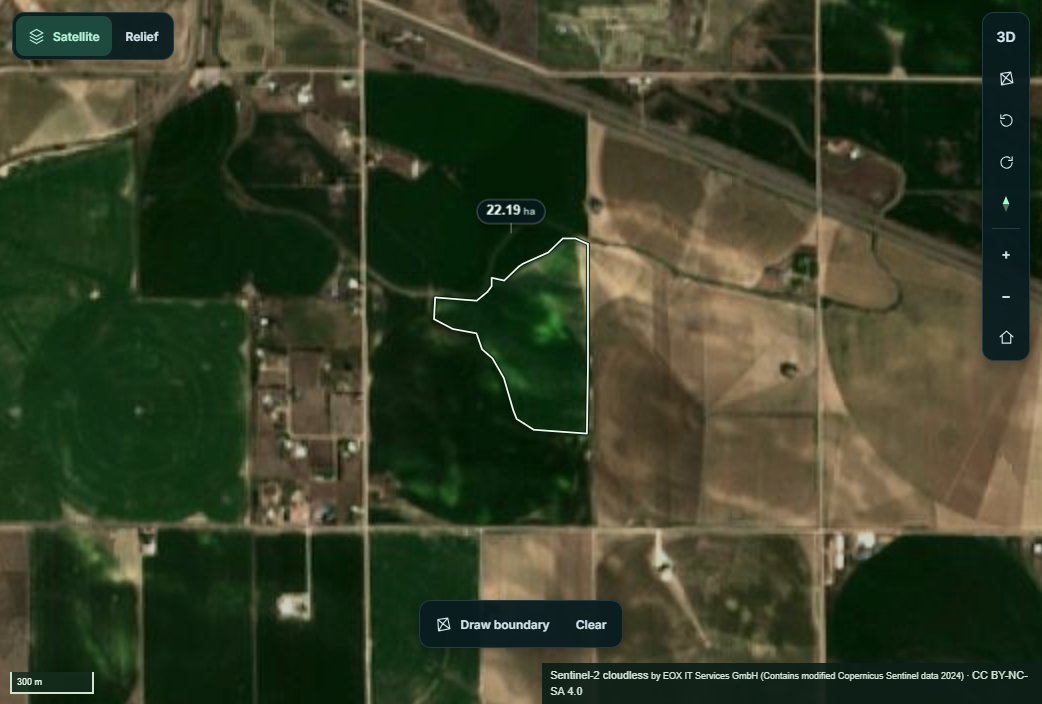 Satellite Relief
3D
22.19 ha
Draw boundary Clear
300 m
Sentinel-2 cloudless by EOX IT Services GmbH (Contains modified Copernicus Sentinel data 2024) · CC BY-NC-
SA 4.0